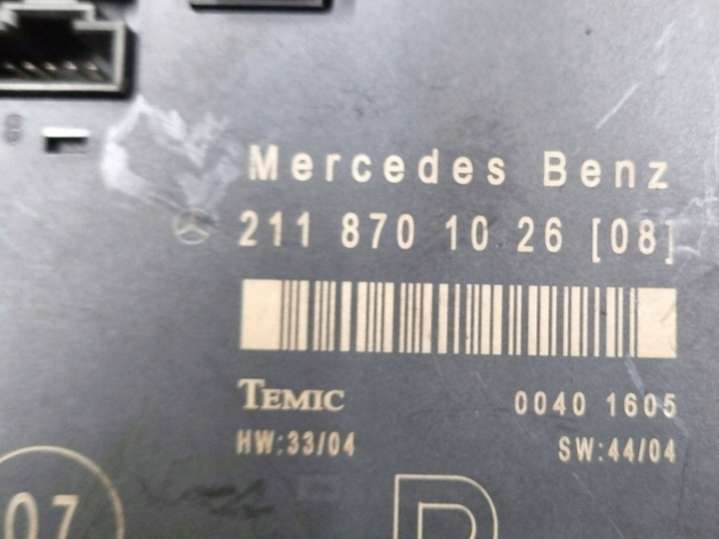 Mercedes Benz
211 870 10 26 [08]
TEMIC 0040 1605
HW:33/04 SW:44/04
07